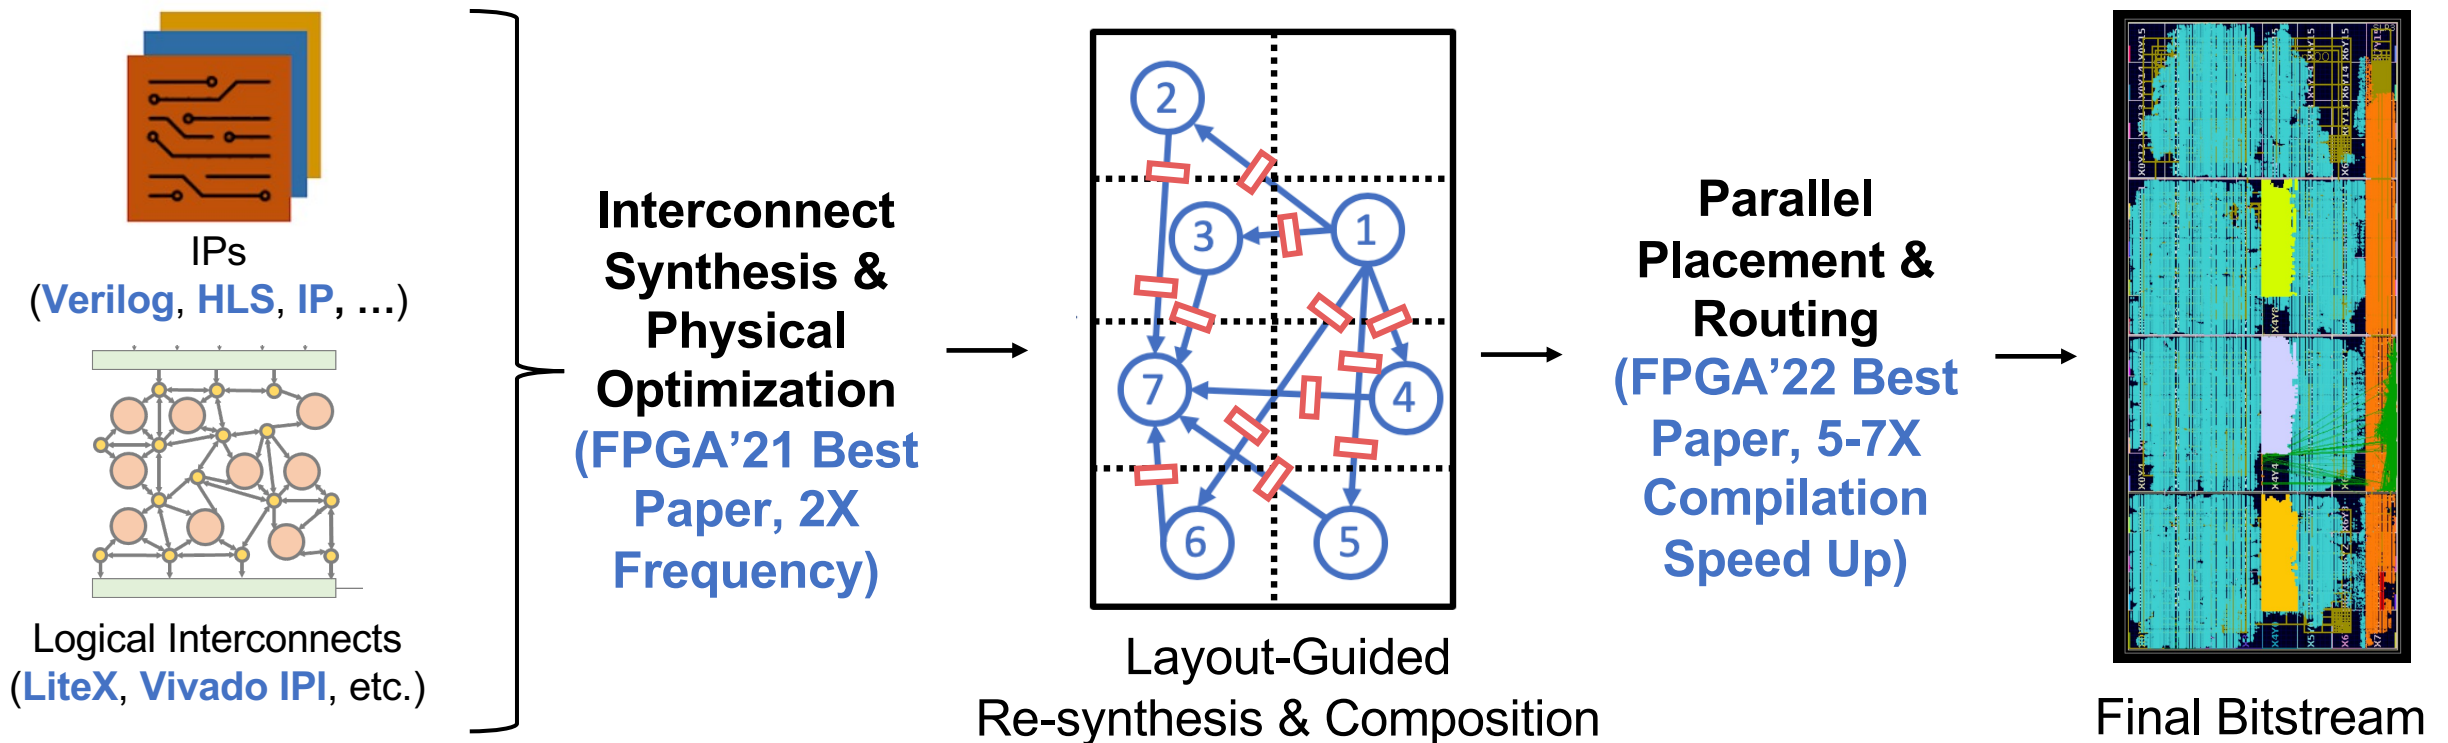 IPs
(Verilog, HLS, IP, ...)
Logical Interconnects
(LiteX, Vivado IPI, etc.)
Interconnect
Synthesis &
Physical
Optimization
(FPGA’21 Best
Paper, 2X
Frequency)
2
3
1
7
4
6
5
Layout-Guided
Re-synthesis & Composition
Parallel
Placement &
Routing
(FPGA’22 Best
Paper, 5-7X
Compilation
Speed Up)
Final Bitstream